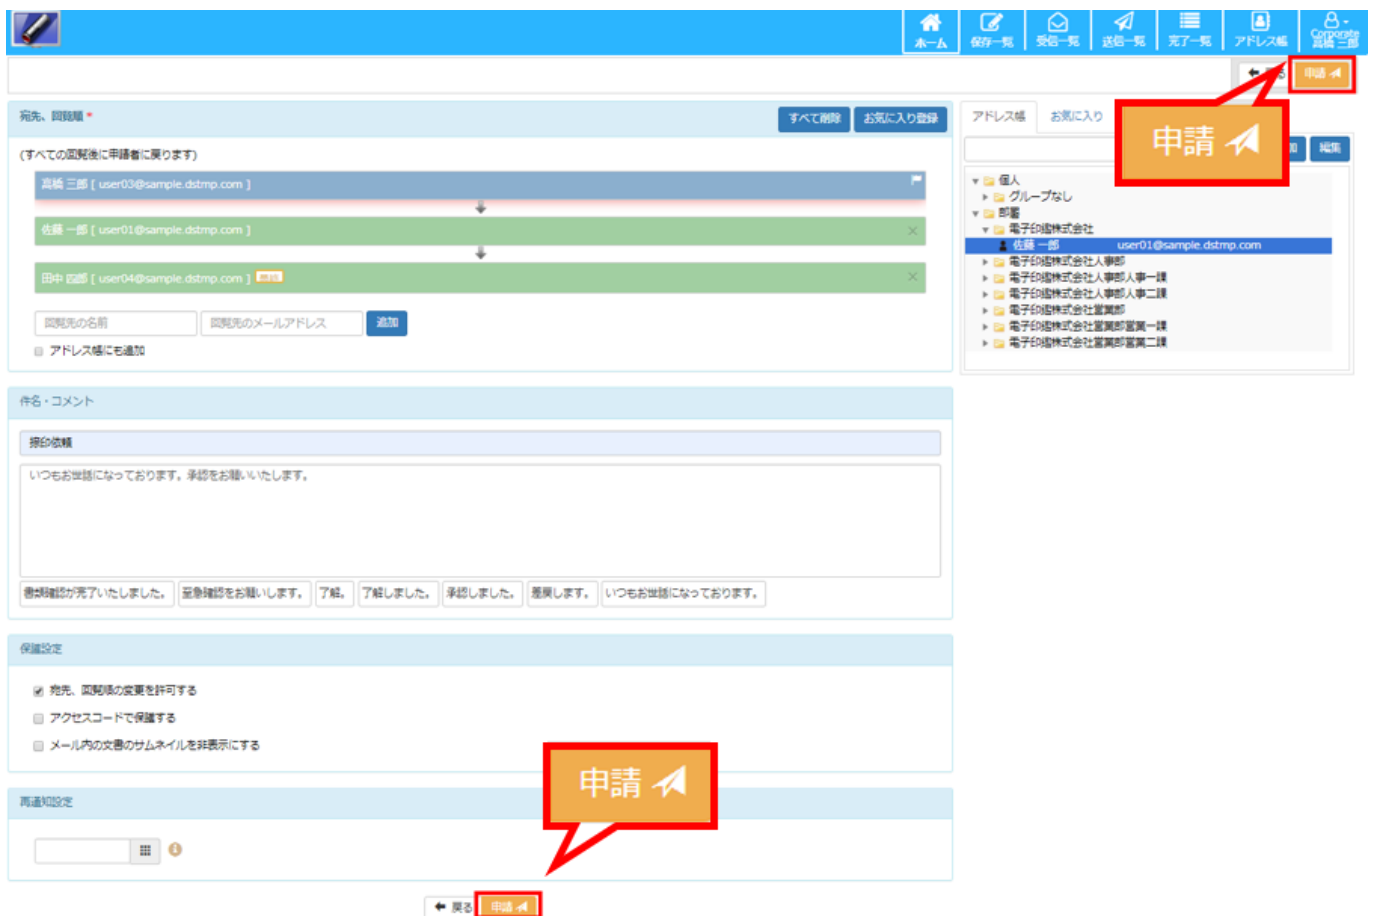 ホーム
保存一覧
受信一覧
送信一覧
完了一覧
アドレス帳
Corporate
高橋 三郎
申請
宛先、回覧順 *
すべて削除
お気に入り登録
アドレス帳
お気に入り
申請
編集
(すべての回覧後に申請者に戻ります)
高橋 三郎 [ user03@sample.dstmp.com ]
佐藤 一郎 [ user01@sample.dstmp.com ]
田中 四郎 [ user04@sample.dstmp.com ]
回覧先の名前
回覧先のメールアドレス
追加
アドレス帳にも追加
個人
グループなし
部署
電子印鑑株式会社
佐藤 一郎 user01@sample.dstmp.com
電子印鑑株式会社人事部
電子印鑑株式会社人事部人事一課
電子印鑑株式会社人事部人事二課
電子印鑑株式会社営業部
電子印鑑株式会社営業部営業一課
電子印鑑株式会社営業部営業二課
件名・コメント
捺印依頼
いつもお世話になっております。承認をお願いいたします。
書類確認が完了いたしました。
至急確認をお願いします。
了解。
了解しました。
承認しました。
差戻します。
いつもお世話になっております。
保護設定
宛先、回覧順の変更を許可する
アクセスコードで保護する
メール内の文書のサムネイルを非表示にする
申請
再通知設定
戻る
申請